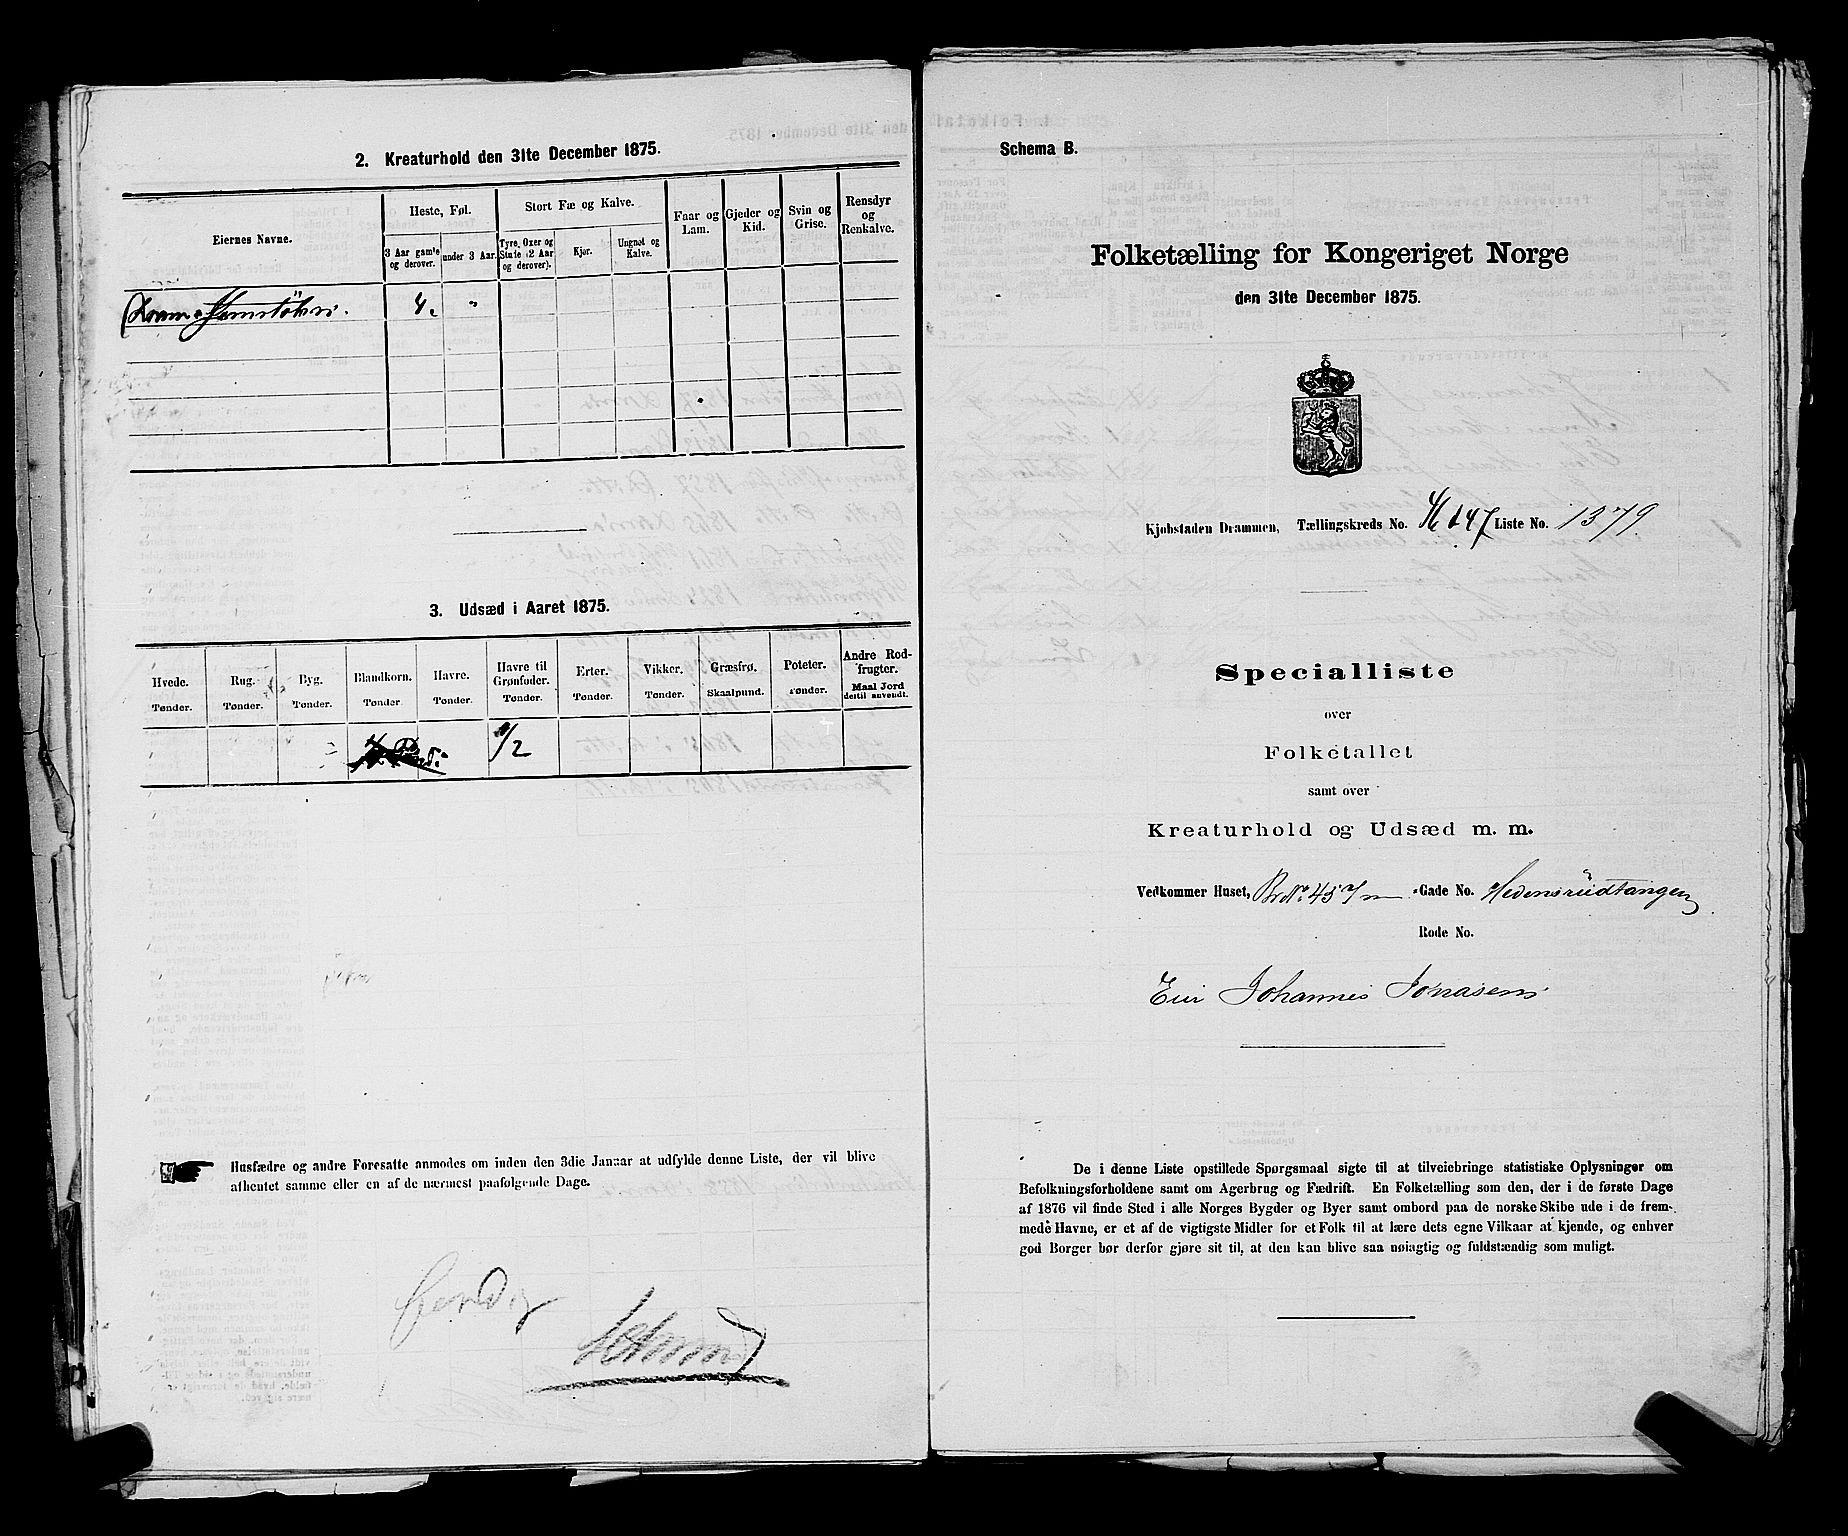 2. Kreaturhold den 31te December 1875.
Eiernes Navne.
Heste, Føl.
Stort Fæ og Kalve.
Faar og Lam.
Gjeder og Kid.
Svin og Grise.
Rensdyr og Renkalve.
3 Aar gamle og derover.
under 3 Aar.
Tyre, Oxer og Stude (2 Aar og derover).
Kjør.
Ungnøt og Kalve.
4. "
3. Udsæd i Aaret 1875.
Hvede. Tønder.
Rug. Tønder.
Byg. Tønder.
Blandkorn. Tønder.
Havre. Tønder.
Havre til Grønfoder. Tønder.
Erter. Tønder.
Vikker. Tønder.
Græsfrø. Skaalpund.
Poteter. Tønder.
Andre Rodfrugter. Maal Jord dertil anvendt.
1/2
Husfædre og andre Foresatte anmodes om inden den 3die Januar at udfylde denne Liste, der vil blive
afhentet samme eller en af de nærmest paafølgende Dage.
Schema B.
Folketælling for Kongeriget Norge
den 31te December 1875.
Kjøbstaden Drammen, Tællingskreds No. 147 Liste No. 1379.
Specialliste
over
Folketallet
samt over
Kreaturhold og Udsæd m. m.
Vedkommer Huset, Br No 457/m -Gade No. Hedensrüdtangen
Rode No.
Eier Johannes Jonasen
De i denne Liste opstillede Spørgsmaal sigte til at tilveiebringe statistiske Oplysninger om
Befolkningsforholdene samt om Agerbrug og Fædrift. En Folketælling som den, der i de første Dage
af 1876 vil finde Sted i alle Norges Bygder og Byer samt ombord paa de norske Skibe ude i de frem-
mede Havne, er et af de vigtigste Midler for et Folk til at lære dets egne Vilkaar at kjende, og enhver
god Borger bør derfor gjøre sit til, at den kan blive saa nøiagtig og fuldstændig som muligt.